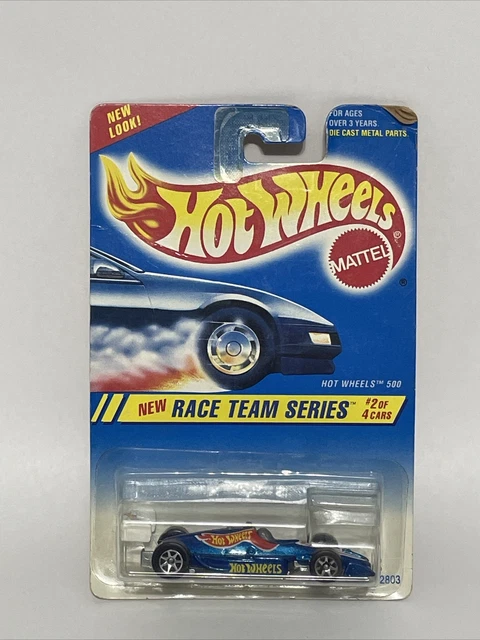 NEW
LOOK!
FOR AGES
OVER 3 YEARS.
DIE CAST METAL PARTS.
HOT WHEELS
®
MATTEL
®
HOT WHEELS™ 500
NEW RACE TEAM SERIES™ #2 OF
4 CARS
HOT WHEELS
HOT WHEELS
2803